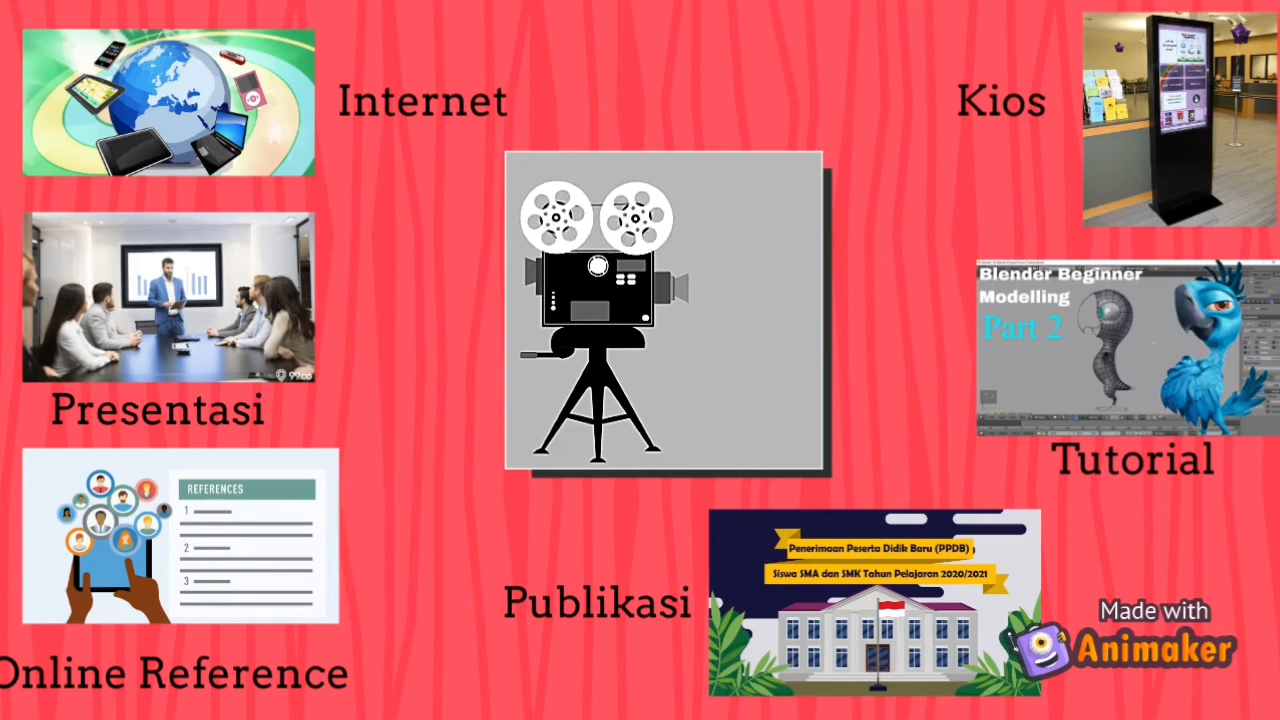 Internet
Kios
99co
Presentasi
Blender Beginner
Modelling
Part 2
Tutorial
REFERENCES
1
2
3
Online Reference
Publikasi
Penerimaan Peserta Didik Baru (PPDB)
Siswa SMA dan SMK Tahun Pelajaran 2020/2021
Made with
Animaker